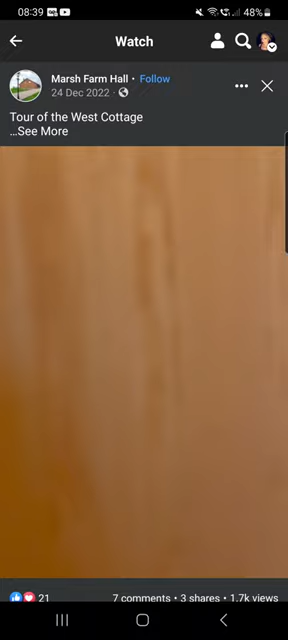 08:39
48%
Watch
Marsh Farm Hall • Follow
24 Dec 2022 •
Tour of the West Cottage
...See More
21
7 comments • 3 shares • 1.7k views